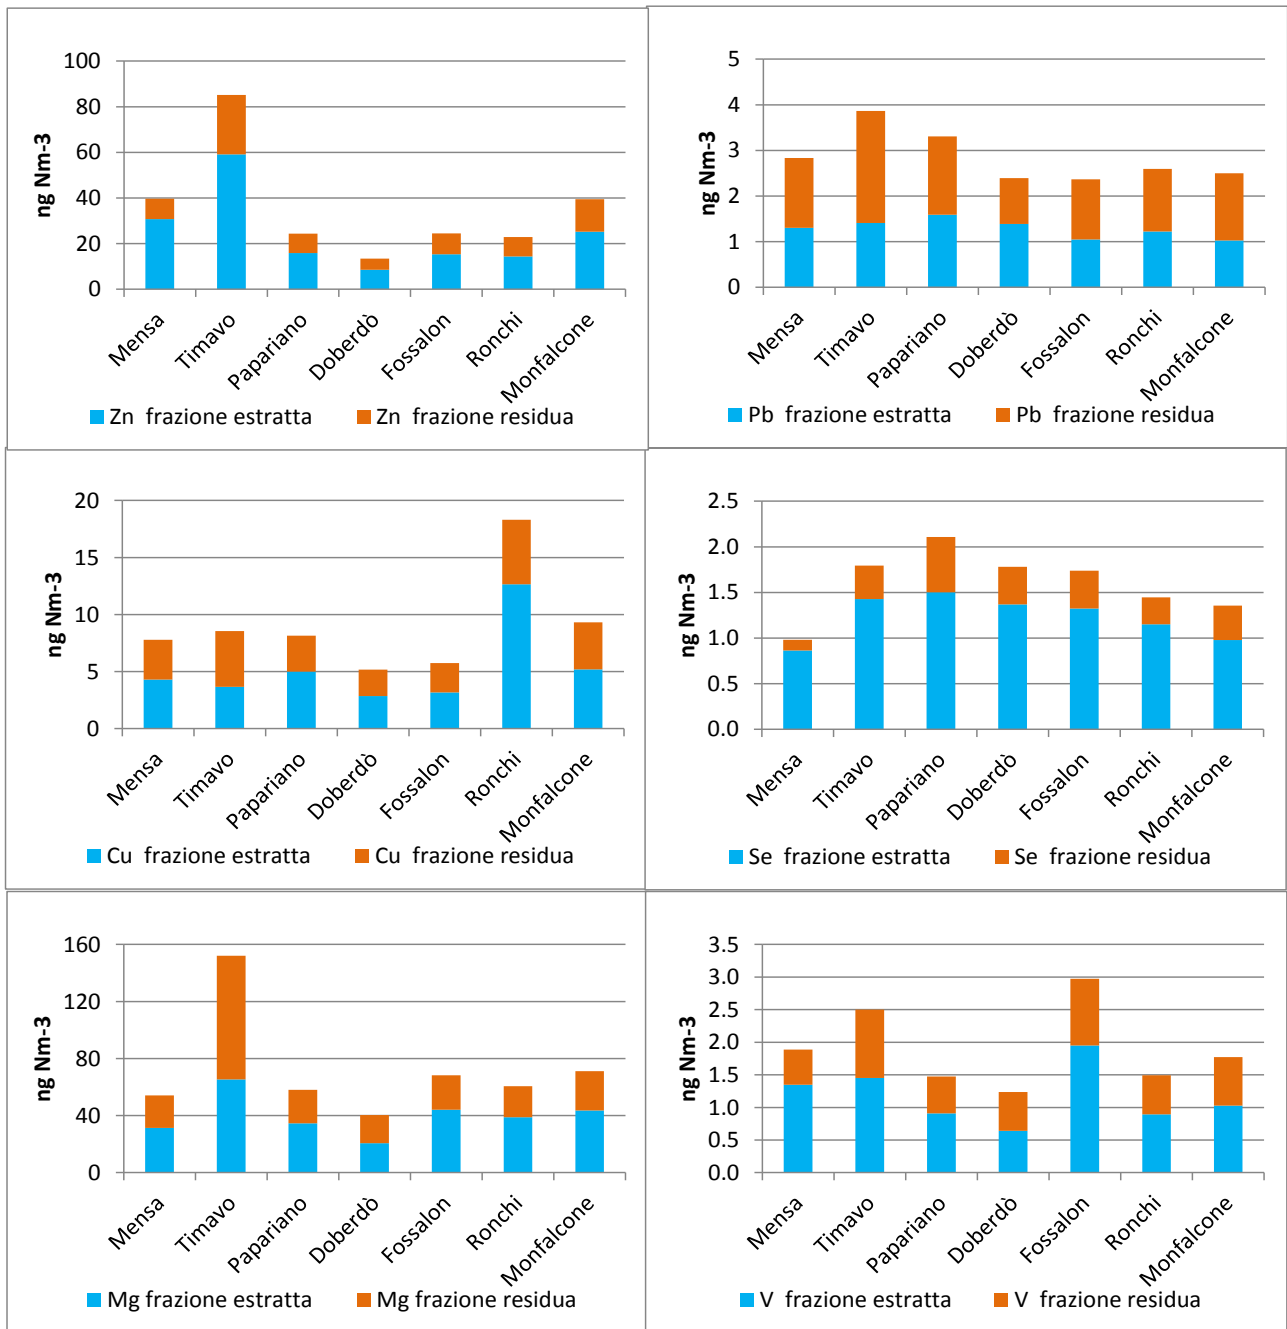 ng Nm-3
100
80
60
40
20
0
Mensa
Timavo
Papariano
Doberdò
Fossalon
Ronchi
Monfalcone
Zn  frazione estratta
Zn  frazione residua
ng Nm-3
5
4
3
2
1
0
Mensa
Timavo
Papariano
Doberdò
Fossalon
Ronchi
Monfalcone
Pb  frazione estratta
Pb  frazione residua
ng Nm-3
20
15
10
5
0
Mensa
Timavo
Papariano
Doberdò
Fossalon
Ronchi
Monfalcone
Cu  frazione estratta
Cu  frazione residua
ng Nm-3
2.5
2.0
1.5
1.0
0.5
0.0
Mensa
Timavo
Papariano
Doberdò
Fossalon
Ronchi
Monfalcone
Se  frazione estratta
Se  frazione residua
ng Nm-3
160
120
80
40
0
Mensa
Timavo
Papariano
Doberdò
Fossalon
Ronchi
Monfalcone
Mg frazione estratta
Mg frazione residua
ng Nm-3
3.5
3.0
2.5
2.0
1.5
1.0
0.5
0.0
Mensa
Timavo
Papariano
Doberdò
Fossalon
Ronchi
Monfalcone
V  frazione estratta
V  frazione residua